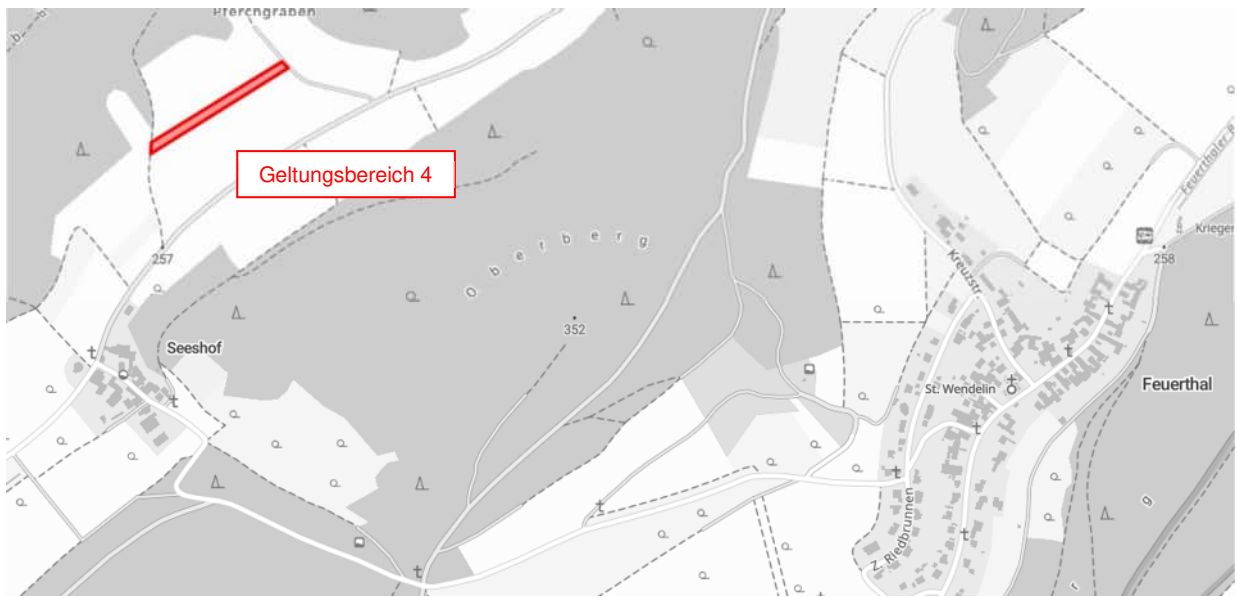 Pferchgraben
Geltungsbereich 4
Feuerthaler
Krieger
258
257
Oberberg
Kreuzstr.
352
Seeshof
St. Wendelin
Feuerthal
Z. Riedbrunnen